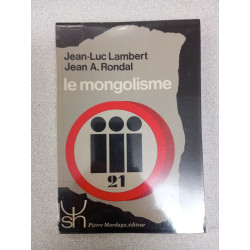 Jean-Luc Lambert
Jean A. Rondal
le mongolisme
21
Pierre Mardaga, éditeur